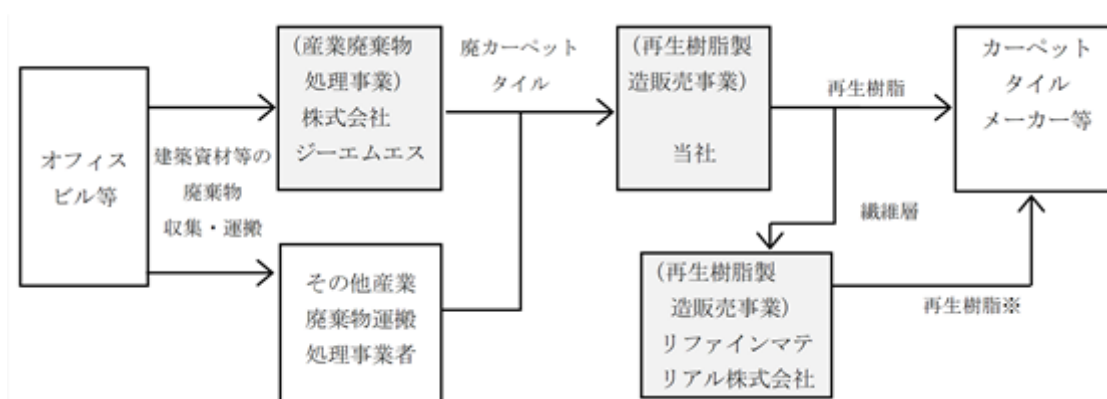 オフィス
ビル等
建築資材等の
廃棄物
収集・運搬
(産業廃棄物
処理事業)
株式会社
ジーエムエス
その他産業
廃棄物運搬
処理事業者
廃カーペット
タイル
(再生樹脂製
造販売事業)
当社
再生樹脂
繊維層
(再生樹脂製
造販売事業)
リファインマテ
リアル株式会社
再生樹脂※
カーペット
タイル
メーカー等